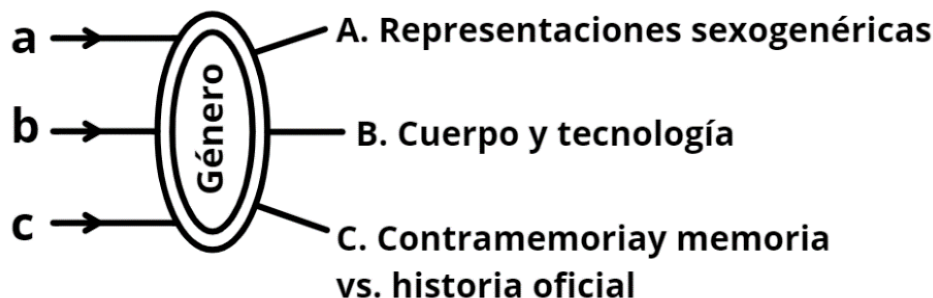 a
A. Representaciones sexogenéricas
b
Género
B. Cuerpo y tecnología
c
C. Contramemoriay memoria
vs. historia oficial